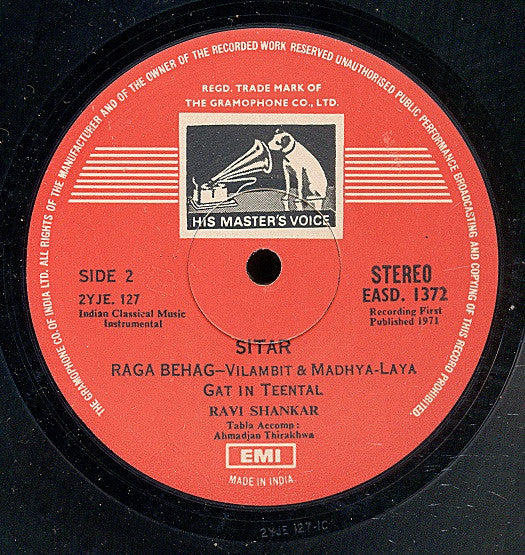 THE GRAMOPHONE CO. OF INDIA LTD. ALL RIGHTS OF THE MANUFACTURER AND OF THE OWNER OF THE RECORDED WORK RESERVED UNAUTHORISED PUBLIC PERFORMANCE BROADCASTING AND COPYING OF THIS RECORD PROHIBITED.
REGD. TRADE MARK OF
THE GRAMOPHONE CO., LTD.
HIS MASTER'S VOICE
SIDE 2
2YJE. 127
Indian Classical Music
Instrumental
STEREO
EASD. 1372
Recording First
Published 1971
SITAR
RAGA BEHAG–VILAMBIT & MADHYA-LAYA
GAT IN TEENTAL
RAVI SHANKAR
Tabla Accomp:
Ahmadjan Thirakhwa
EMI
MADE IN INDIA.
2YJE 127-1C